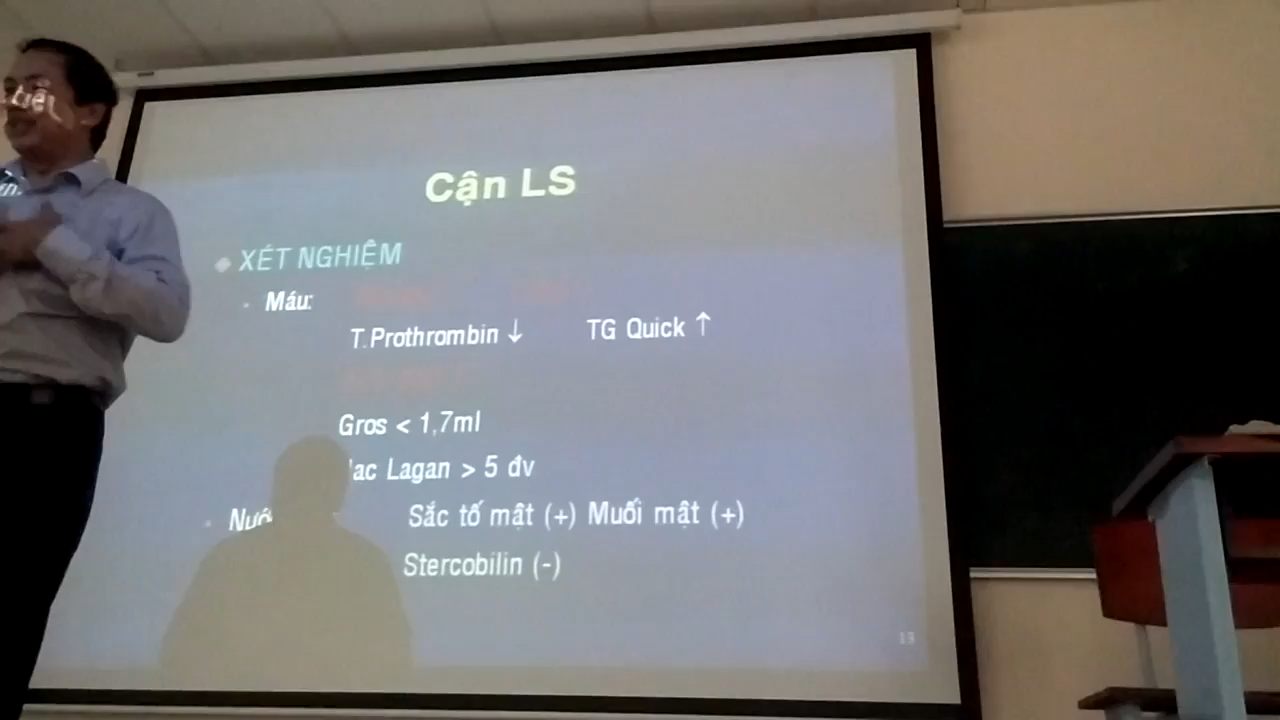 Cận LS
XÉT NGHIỆM
Máu:
T.Prothrombin ↓ TG Quick ↑
Gros < 1,7ml
Lagan > 5 đv
Sắc tố mật (+) Muối mật (+)
Stercobilin (-)
19